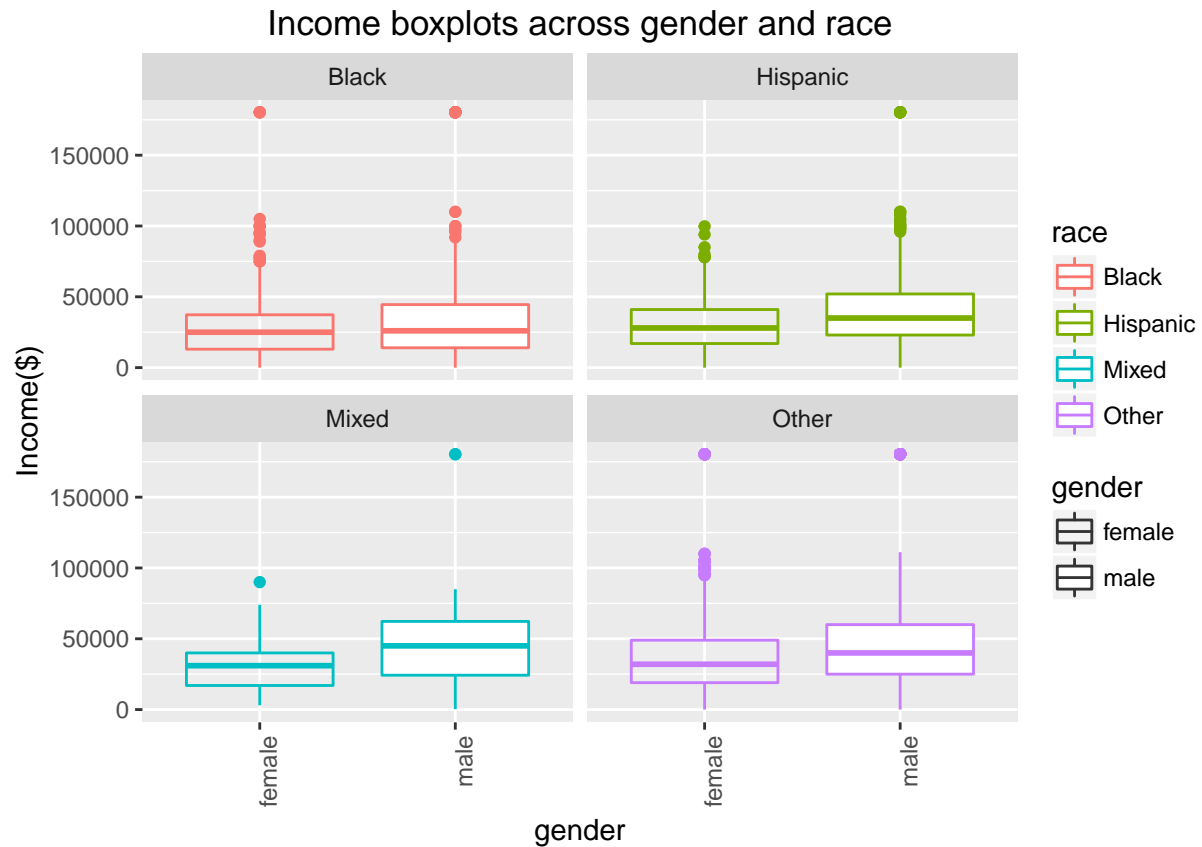 Income boxplots across gender and race
Black
Hispanic
150000
100000
50000
0
Mixed
Other
150000
100000
50000
0
Income($)
female
male
female
male
gender
race
Black
Hispanic
Mixed
Other
gender
female
male